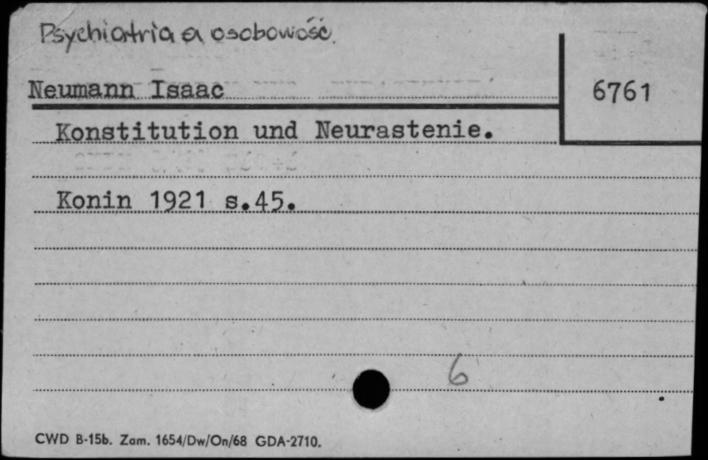 Psychiatria a osobowość.
Neumann Isaac
6761
Konstitution und Neurastenie.
Konin 1921 s.45.
6
CWD B-15b. Zam. 1654/Dw/On/68 GDA-2710.